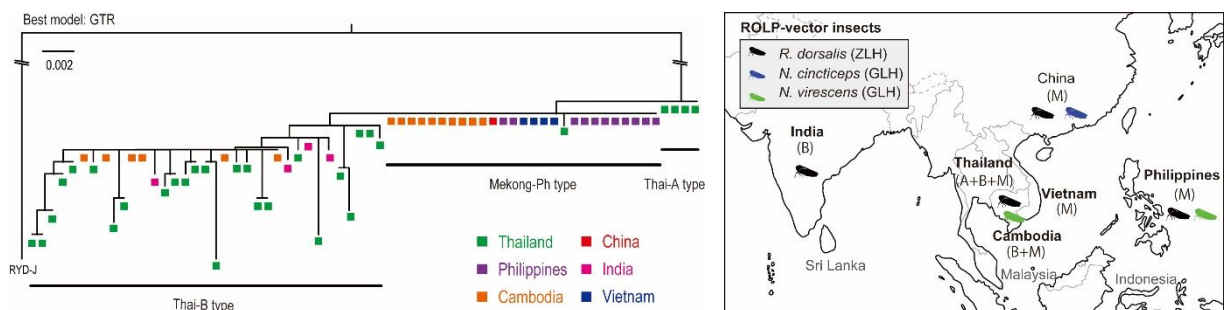 Best model: GTR
0.002
RYD-J
Thai-B type
Mekong-Ph type
Thai-A type
Thailand
Philippines
Cambodia
China
India
Vietnam
ROLP-vector insects
R. dorsalis (ZLH)
N. cincticeps (GLH)
N. virescens (GLH)
China
(M)
India
(B)
Thailand
(A+B+M)
Vietnam
(M)
Philippines
(M)
Cambodia
(B+M)
Sri Lanka
Malaysia
Indonesia